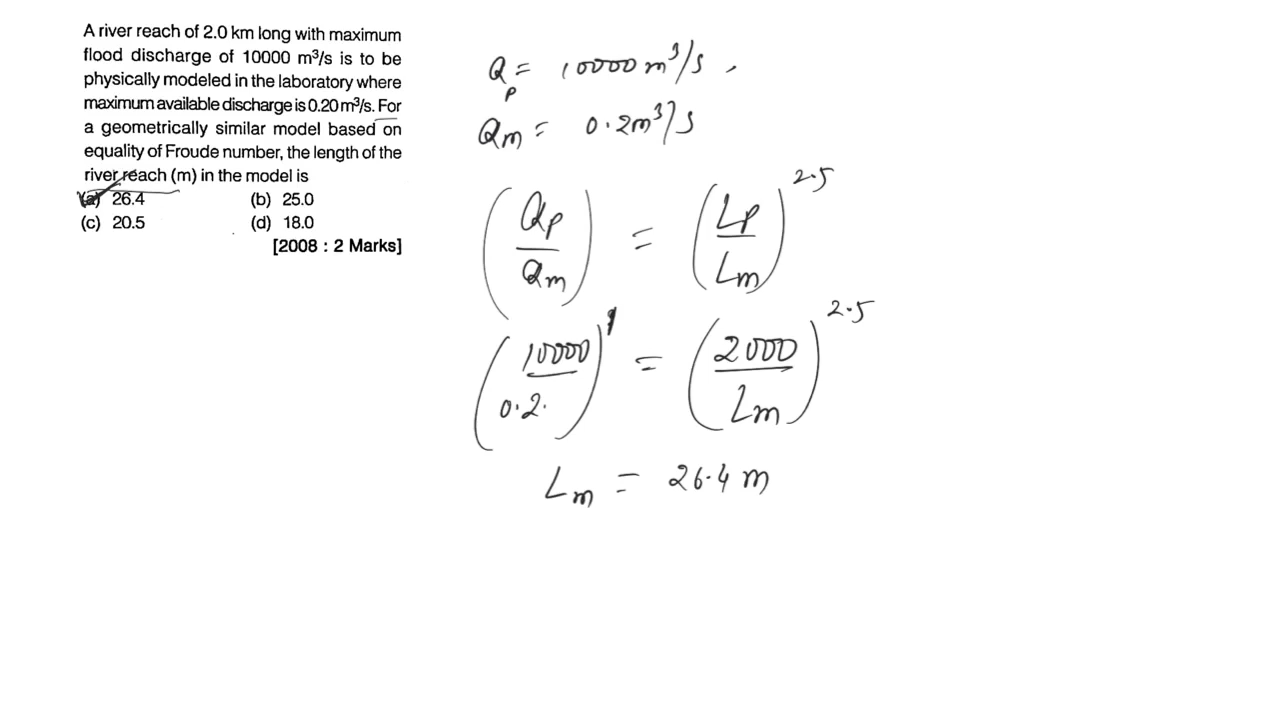 A river reach of 2.0 km long with maximum
flood discharge of 10000 m³/s is to be
physically modeled in the laboratory where
maximum available discharge is 0.20 m³/s. For
a geometrically similar model based on
equality of Froude number, the length of the
river reach (m) in the model is
(a) 26.4 (b) 25.0
(c) 20.5 (d) 18.0
[2008 : 2 Marks]
Qp = 10000 m³/s
Qm = 0.2 m³/s
(Qp/Qm) = (Lp/Lm)^2.5
(10000/0.2) = (2000/Lm)^2.5
Lm = 26.4 m